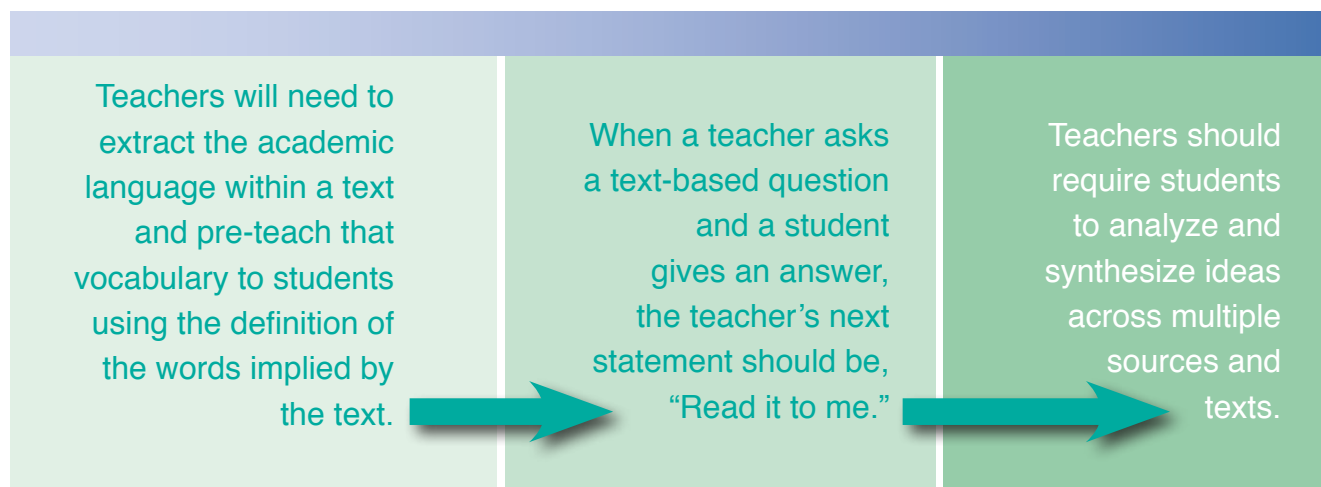 Teachers will need to
extract the academic
language within a text
and pre-teach that
vocabulary to students
using the definition of
the words implied by
the text.
When a teacher asks
a text-based question
and a student
gives an answer,
the teacher’s next
statement should be,
“Read it to me.”
Teachers should
require students
to analyze and
synthesize ideas
across multiple
sources and
texts.